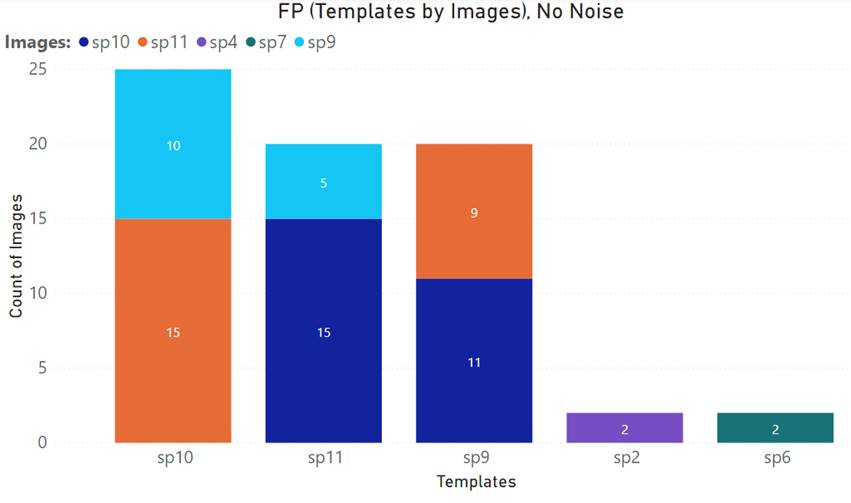 FP (Templates by Images), No Noise
Images: sp10 sp11 sp4 sp7 sp9
25
20
15
10
5
0
Count of Images
10
15
5
15
9
11
2
2
sp10 sp11 sp9 sp2 sp6
Templates